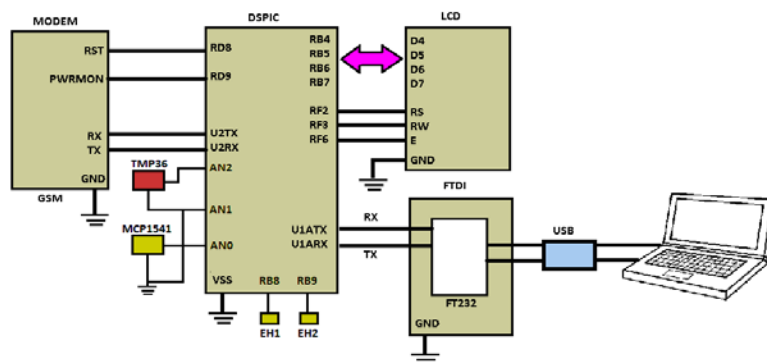 MODEM
RST
PWRMON
RX
TX
GND
GSM
TMP36
MCP1541
DSPIC
RD8
RD9
U2TX
U2RX
AN2
AN1
AN0
VSS
RB8
RB9
EH1
EH2
RB4
RB5
RB6
RB7
RF2
RF3
RF6
U1ATX
U1ARX
LCD
D4
D5
D6
D7
RS
RW
E
GND
FTDI
RX
TX
FT232
GND
USB